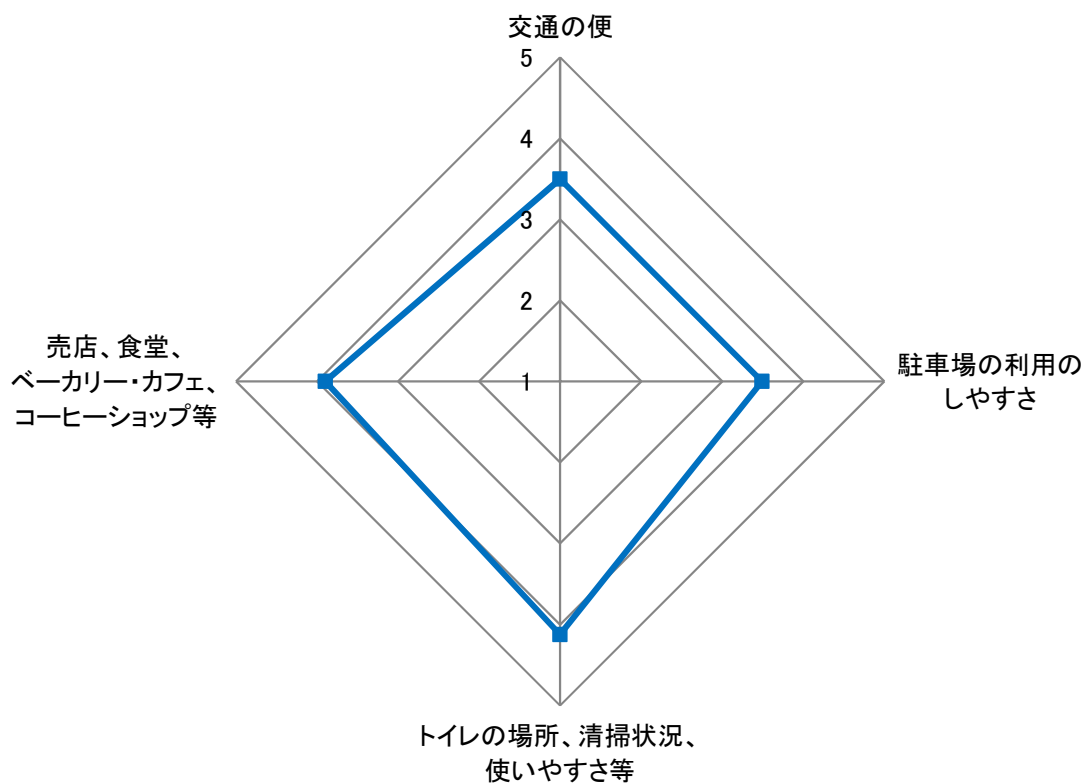 交通の便
5
4
3
2
1
売店、食堂、
ベーカリー・カフェ、
コーヒーショップ等
駐車場の利用の
しやすさ
トイレの場所、清掃状況、
使いやすさ等